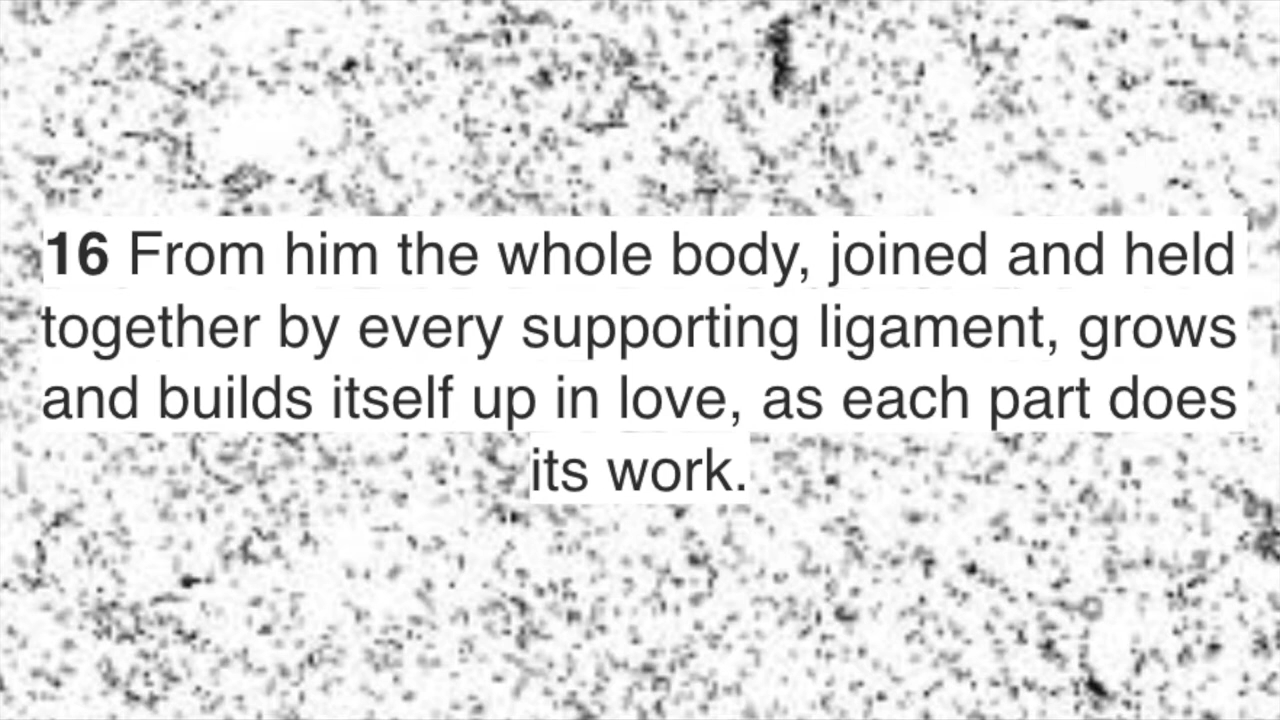 16 From him the whole body, joined and held
together by every supporting ligament, grows
and builds itself up in love, as each part does
its work.